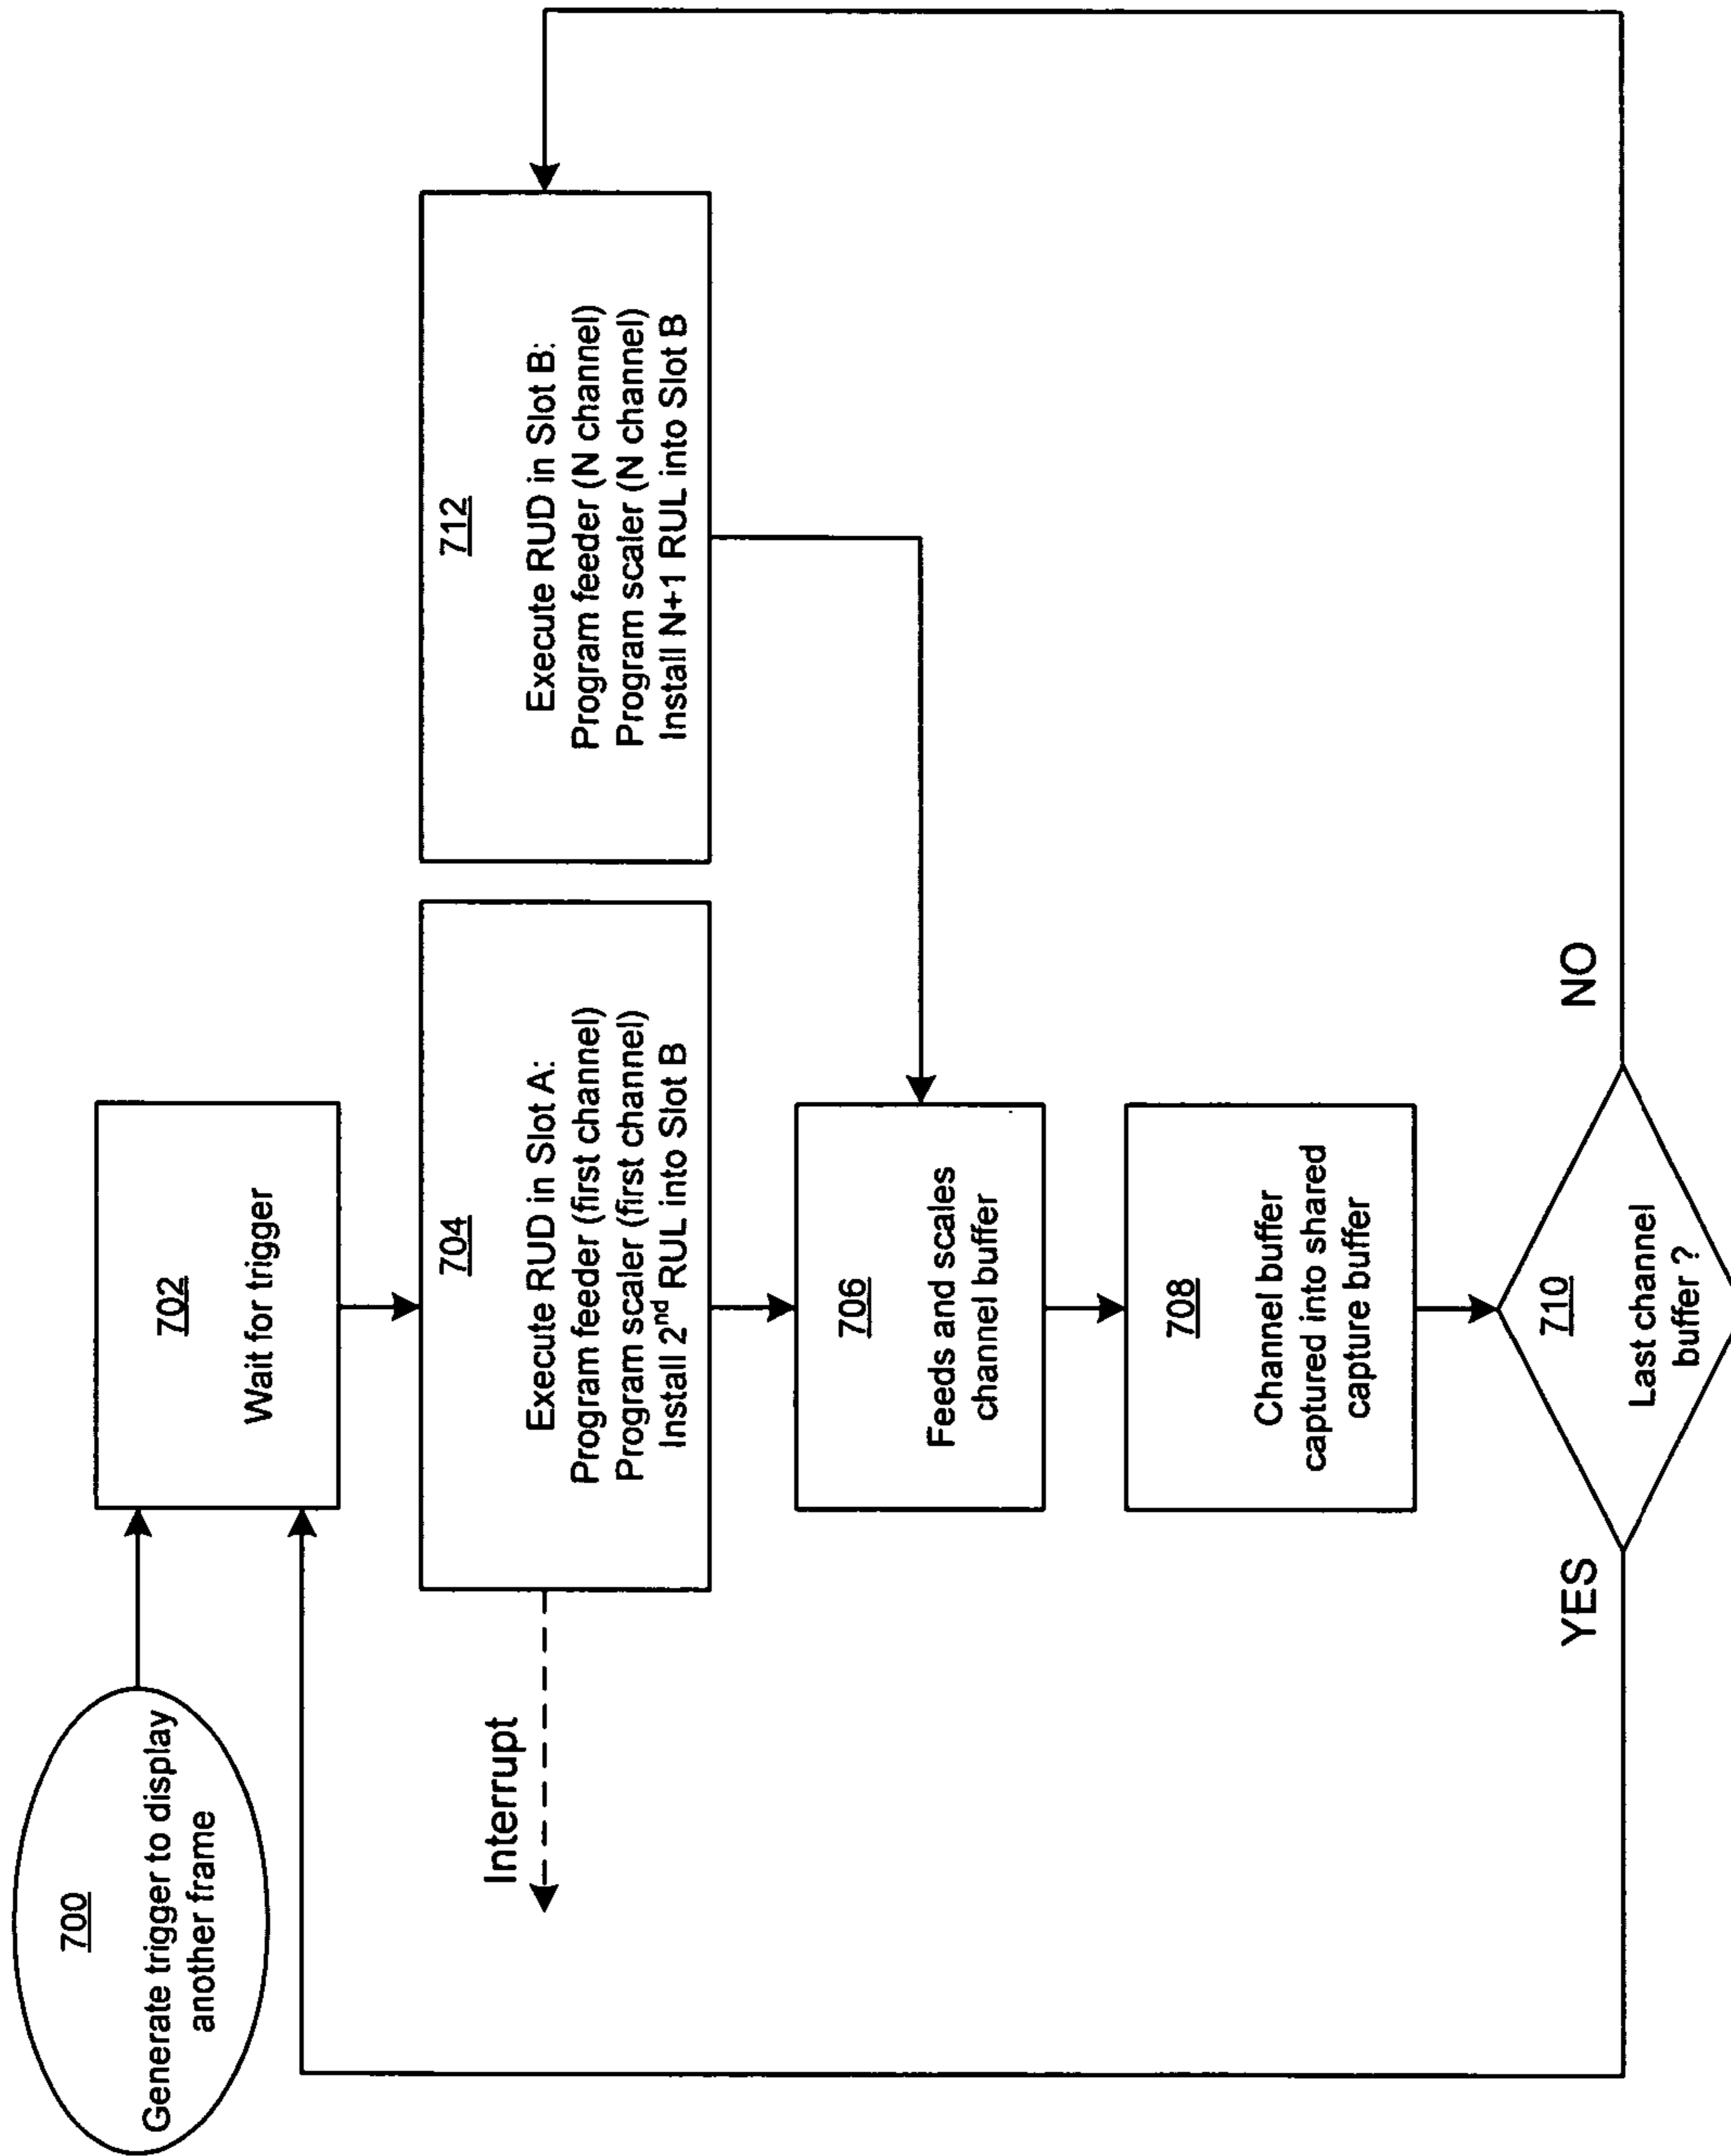 700
Generate trigger to display
another frame
702
Wait for trigger
Interrupt
704
Execute RUD in Slot A:
Program feeder (first channel)
Program scaler (first channel)
Install 2nd RUL into Slot B
712
Execute RUD in Slot B:
Program feeder (N channel)
Program scaler (N channel)
Install N+1 RUL into Slot B
706
Feeds and scales
channel buffer
708
Channel buffer
captured into shared
capture buffer
710
Last channel
buffer ?
YES
NO